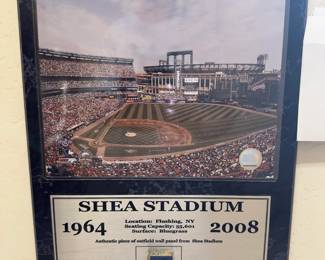 SHEA STADIUM
1964
Location: Flushing, NY
Seating Capacity: 55,601
Surface: Bluegrass
2008
Authentic piece of outfield wall panel from Shea Stadium